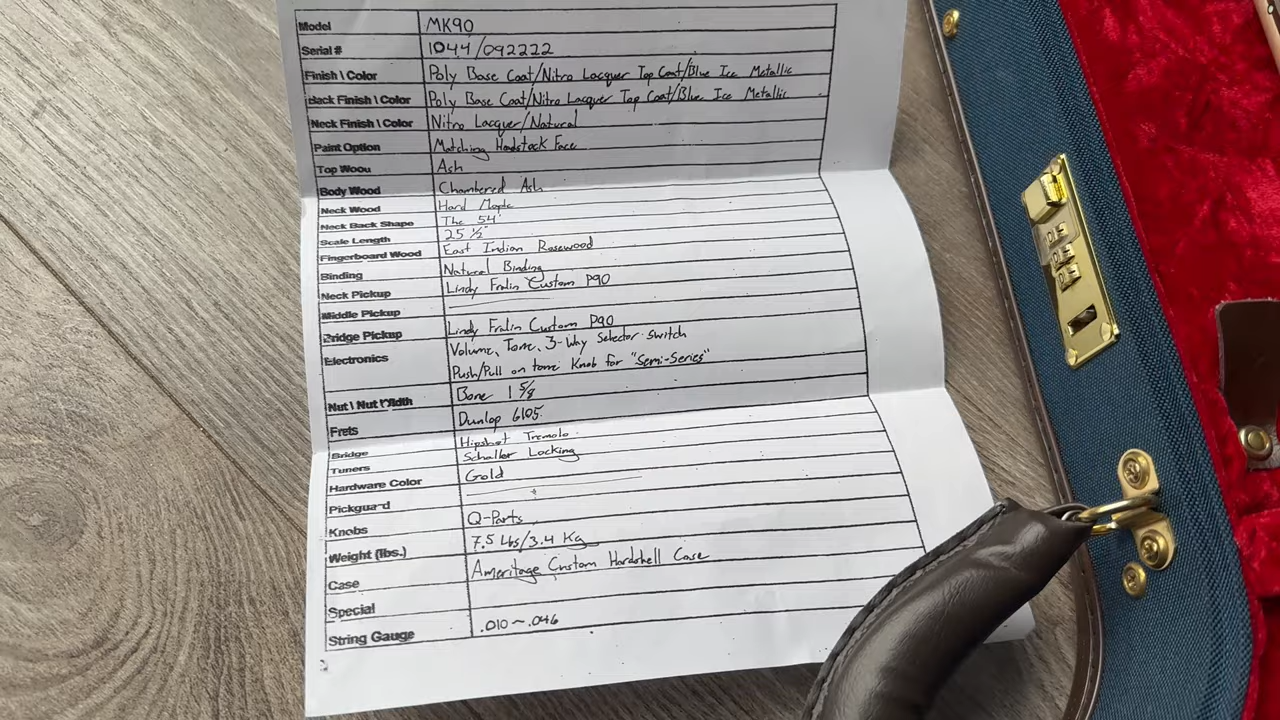 Model MK90
Serial # 1044/092222
Finish \ Color Poly Base Coat/Nitro Lacquer Top Coat/Blue Ice Metallic
Back Finish \ Color Poly Base Coat/Nitro Lacquer Top Coat/Blue Ice Metallic
Neck Finish \ Color Nitro Lacquer/Natural
Paint Option Matching Headstock Face
Top Wood Ash
Body Wood Chambered Ash
Neck Wood Hard Maple
Neck Back Shape The 54'
Scale Length 25 ½"
Fingerboard Wood East Indian Rosewood
Binding Natural Binding
Neck Pickup Lindy Fralin Custom P90
Middle Pickup
Bridge Pickup Lindy Fralin Custom P90
Electronics Volume, Tone, 3-Way Selector Switch
Push/Pull on tone Knob for "Semi-Series"
Nut \ Nut Width Bone 1 5/8
Frets Dunlop 6105
Bridge Hipshot Tremolo
Tuners Schaller Locking
Hardware Color Gold
Pickguard
Knobs Q-Parts
Weight (lbs.) 7.5 Lbs/3.4 Kg
Case Ameritage Custom Hardshell Case
Special
String Gauge .010~.046